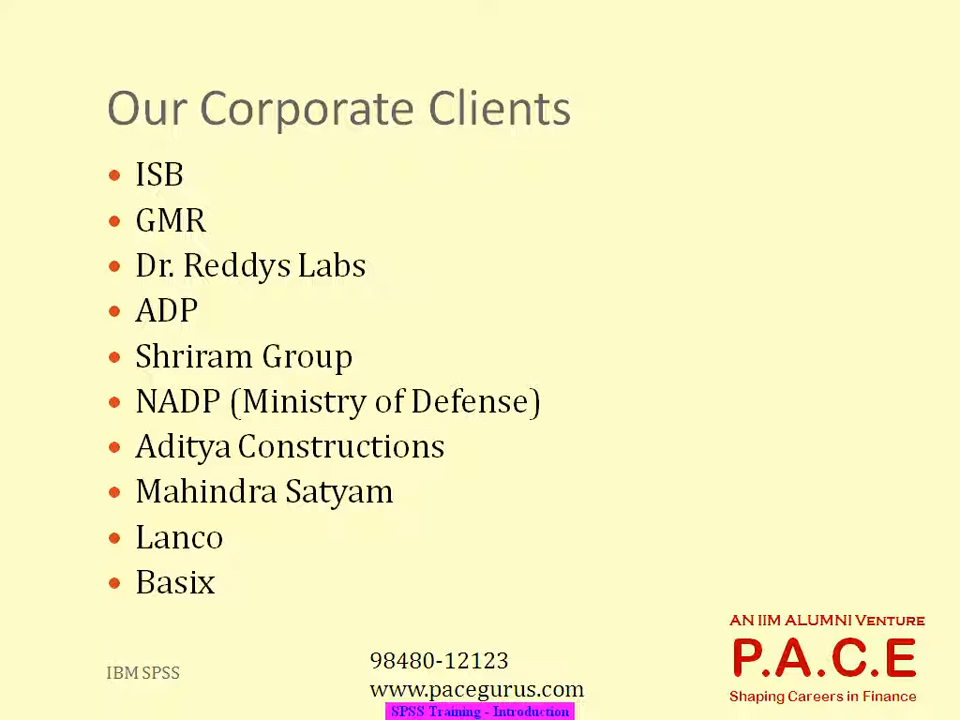 Our Corporate Clients
• ISB
• GMR
• Dr. Reddys Labs
• ADP
• Shriram Group
• NADP (Ministry of Defense)
• Aditya Constructions
• Mahindra Satyam
• Lanco
• Basix
AN IIM ALUMNI VENTURE
P.A.C.E
Shaping Careers in Finance
IBM SPSS
98480-12123
www.pacegurus.com
SPSS Training - Introduction